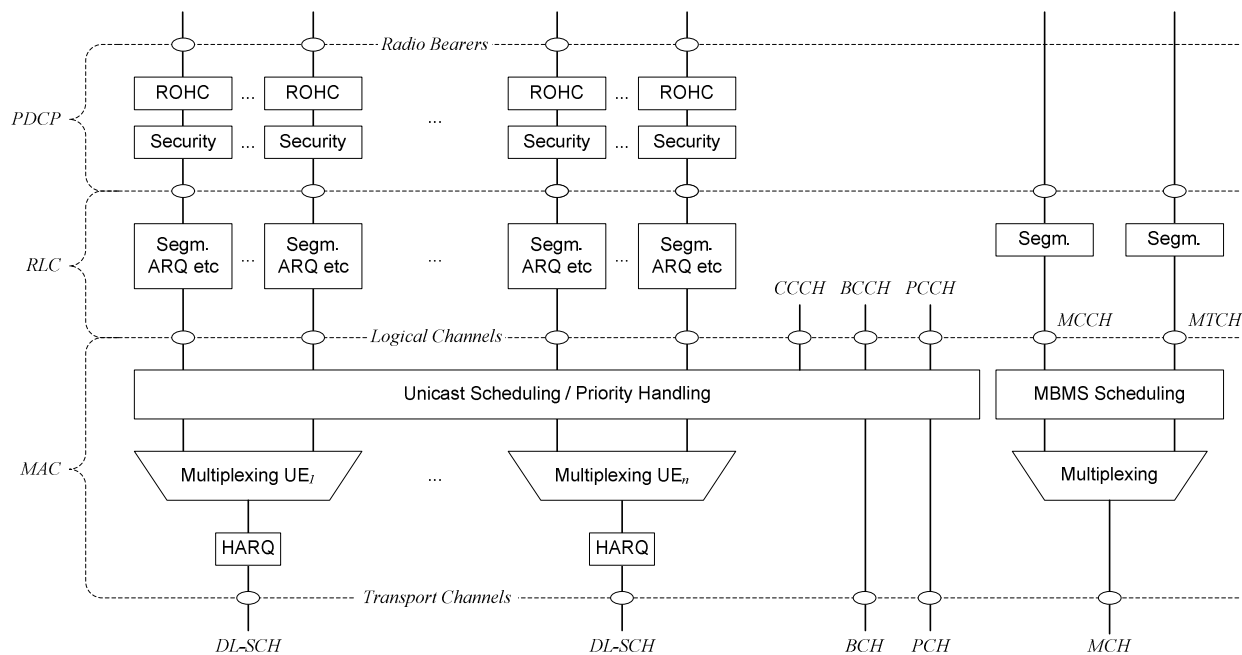 Radio Bearers
ROHC ... ROHC ROHC ... ROHC
PDCP ... 
Security ... Security Security ... Security
Segm. ARQ etc ... Segm. ARQ etc ... Segm. ARQ etc ... Segm. ARQ etc Segm. Segm.
RLC
CCCH BCCH PCCH
MCCH MTCH
Logical Channels
Unicast Scheduling / Priority Handling MBMS Scheduling
MAC
Multiplexing UE1 ... Multiplexing UEn Multiplexing
HARQ HARQ
Transport Channels
DL-SCH DL-SCH BCH PCH MCH